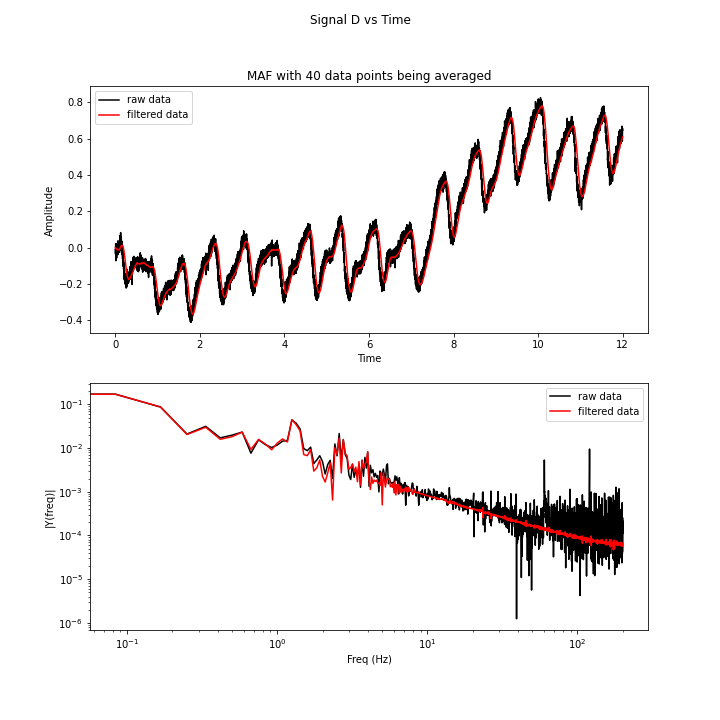 Signal D vs Time
MAF with 40 data points being averaged
raw data
filtered data
0.8
0.6
0.4
0.2
0.0
−0.2
−0.4
Amplitude
0 2 4 6 8 10 12
Time
raw data
filtered data
10⁻¹
10⁻²
10⁻³
10⁻⁴
10⁻⁵
10⁻⁶
|Y(freq)|
10⁻¹ 10⁰ 10¹ 10²
Freq (Hz)